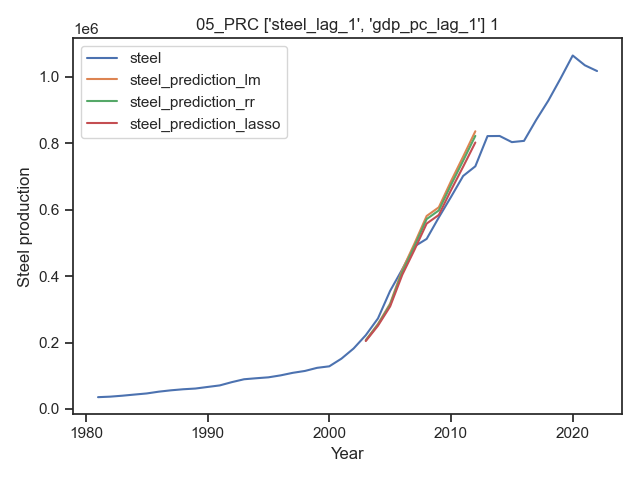 05_PRC ['steel_lag_1', 'gdp_pc_lag_1'] 1
1e6
steel
steel_prediction_lm
steel_prediction_rr
steel_prediction_lasso
1.0
0.8
0.6
0.4
0.2
0.0
Steel production
1980
1990
2000
2010
2020
Year